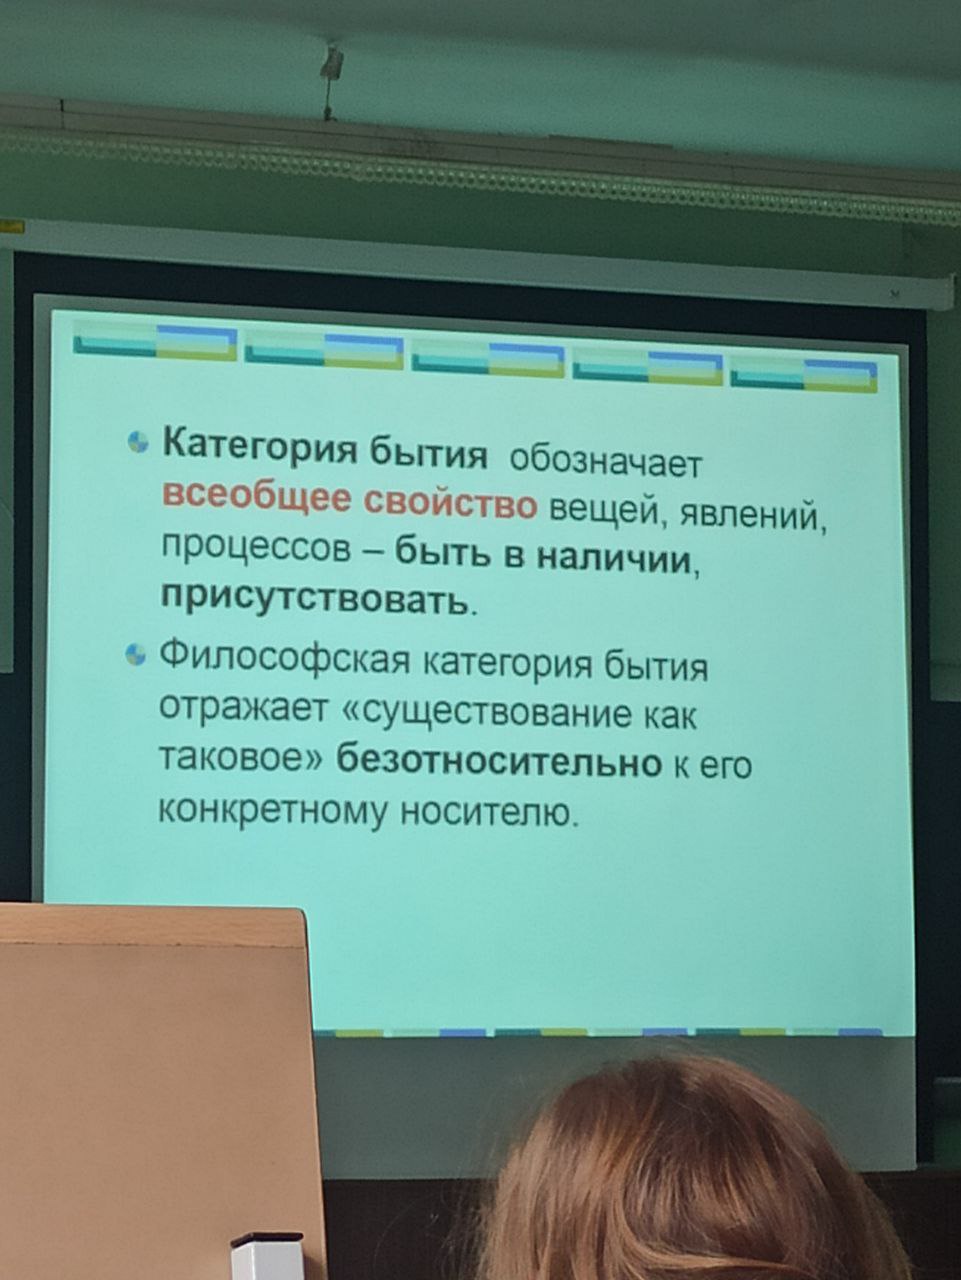 Категория бытия обозначает
всеобщее свойство вещей, явлений,
процессов – быть в наличии,
присутствовать.
Философская категория бытия
отражает «существование как
таковое» безотносительно к его
конкретному носителю.